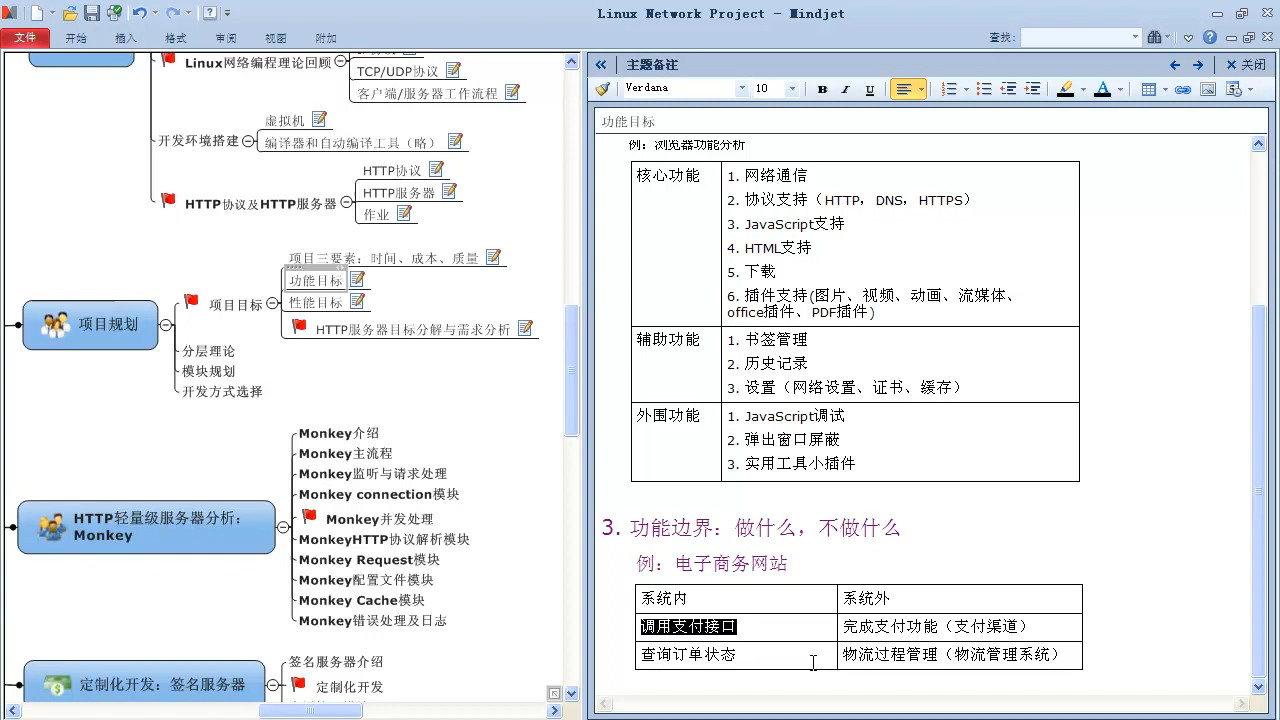 Linux Network Project - Mindjet
文件
开始
插入
格式
审阅
视图
附加
查找:
Linux网络编程理论回顾
TCP/UDP协议
客户端/服务器工作流程
开发环境搭建
虚拟机
编译器和自动编译工具（略）
HTTP协议及HTTP服务器
HTTP协议
HTTP服务器
作业
项目规划
项目目标
项目三要素：时间、成本、质量
功能目标
性能目标
HTTP服务器目标分解与需求分析
分层理论
模块规划
开发方式选择
HTTP轻量级服务器分析：
Monkey
Monkey介绍
Monkey主流程
Monkey监听与请求处理
Monkey connection模块
Monkey并发处理
MonkeyHTTP协议解析模块
Monkey Request模块
Monkey配置文件模块
Monkey Cache模块
Monkey错误处理及日志
定制化开发：签名服务器
签名服务器介绍
定制化开发
主题备注
关闭
Verdana
10
B I U
功能目标
例：浏览器功能分析
核心功能
1. 网络通信
2. 协议支持（HTTP，DNS，HTTPS）
3. JavaScript支持
4. HTML支持
5. 下载
6. 插件支持(图片、视频、动画、流媒体、
office插件、PDF插件)
辅助功能
1. 书签管理
2. 历史记录
3. 设置（网络设置、证书、缓存）
外围功能
1. JavaScript调试
2. 弹出窗口屏蔽
3. 实用工具小插件
3. 功能边界：做什么，不做什么
例：电子商务网站
系统内
系统外
调用支付接口
完成支付功能（支付渠道）
查询订单状态
物流过程管理（物流管理系统）